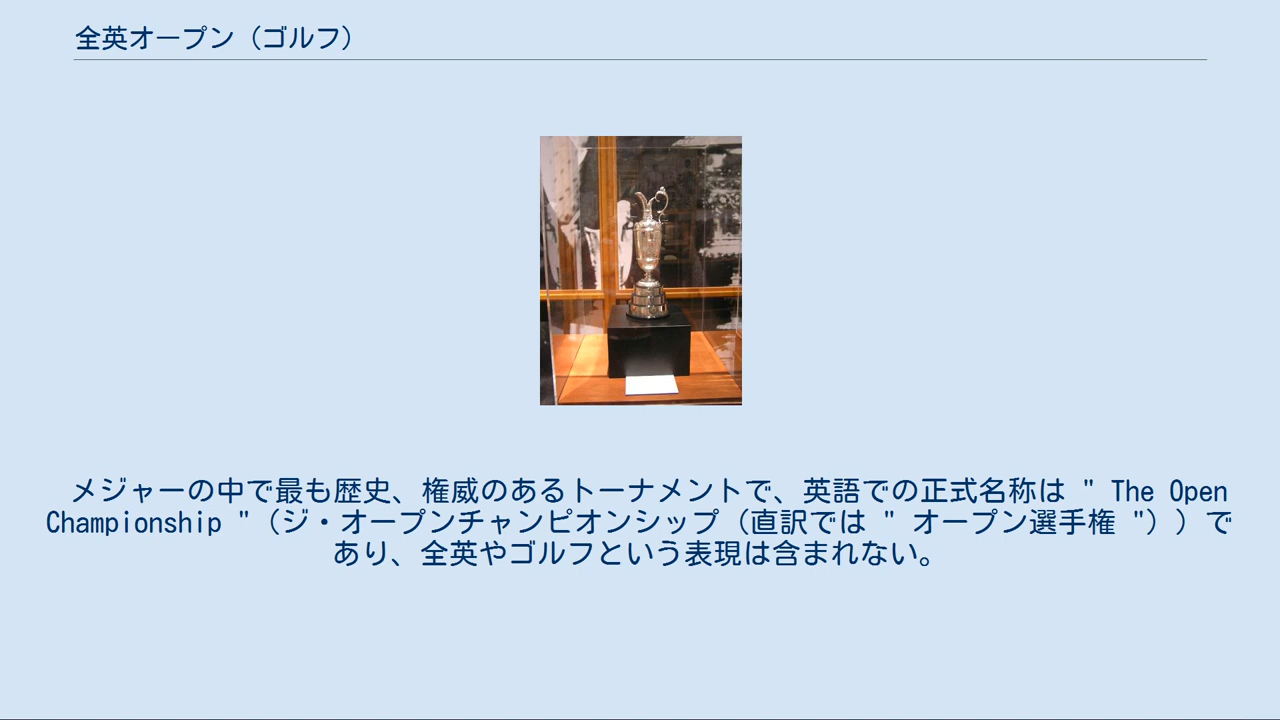 全英オープン（ゴルフ）
メジャーの中で最も歴史、権威のあるトーナメントで、英語での正式名称は " The Open
Championship "（ジ・オープンチャンピオンシップ（直訳では " オープン選手権 "））で
あり、全英やゴルフという表現は含まれない。